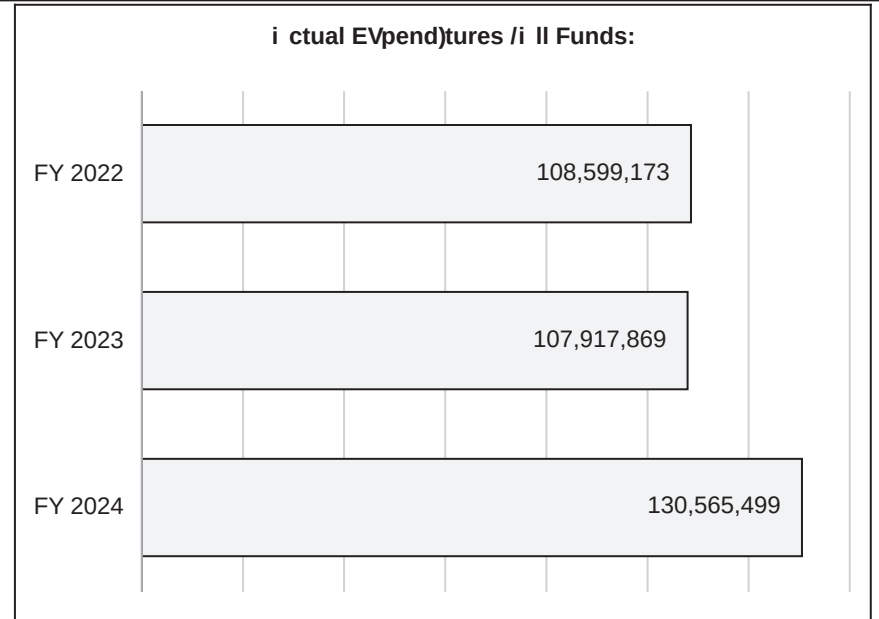 i ctual EVpend)tures /i ll Funds:
FY 2022
108,599,173
FY 2023
107,917,869
FY 2024
130,565,499